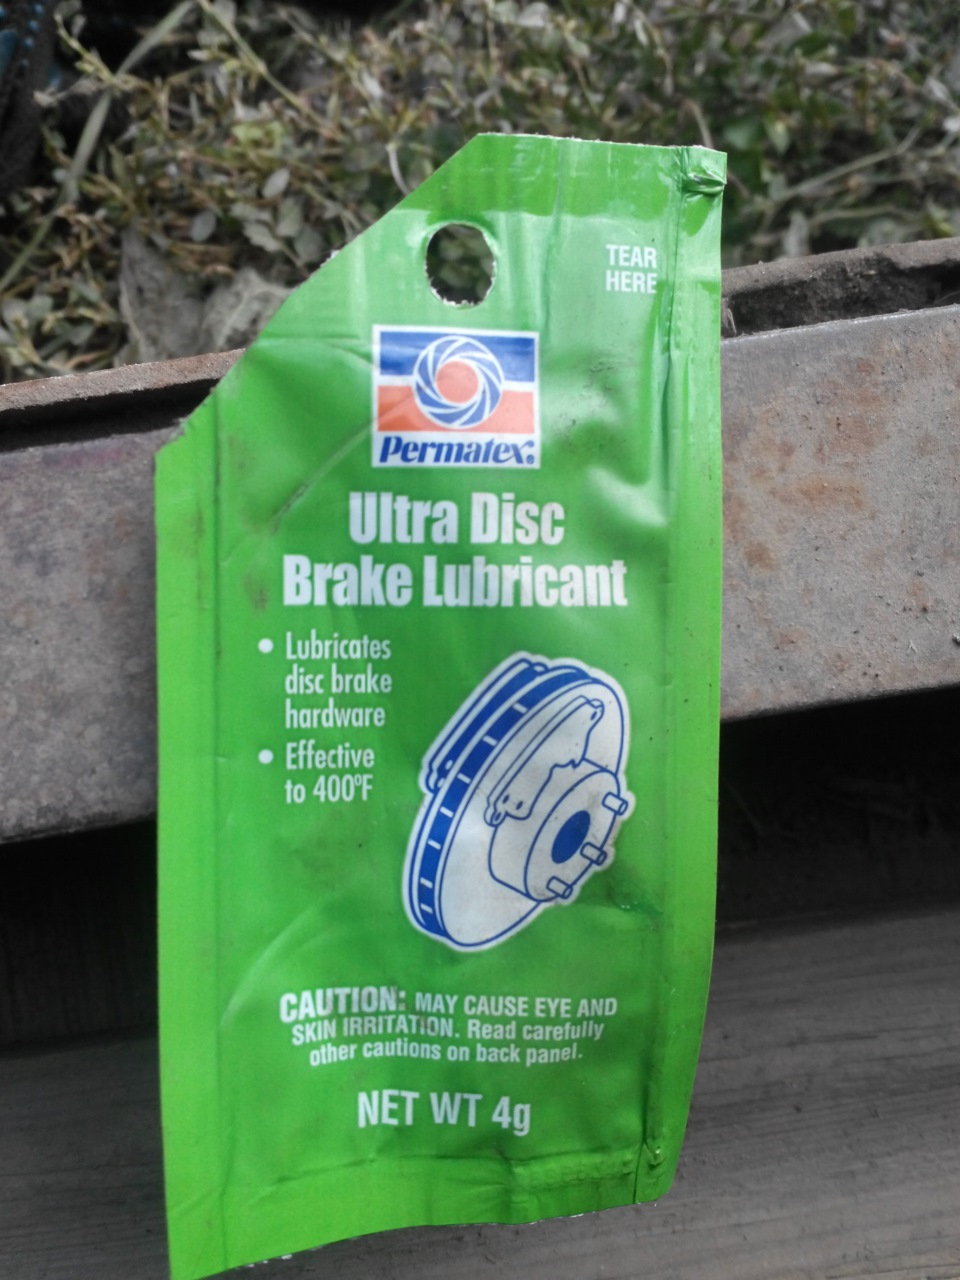 TEAR
HERE
Permatex®
Ultra Disc
Brake Lubricant
• Lubricates
disc brake
hardware
• Effective
to 400ºF
CAUTION: MAY CAUSE EYE AND
SKIN IRRITATION. Read carefully
other cautions on back panel.
NET WT 4g